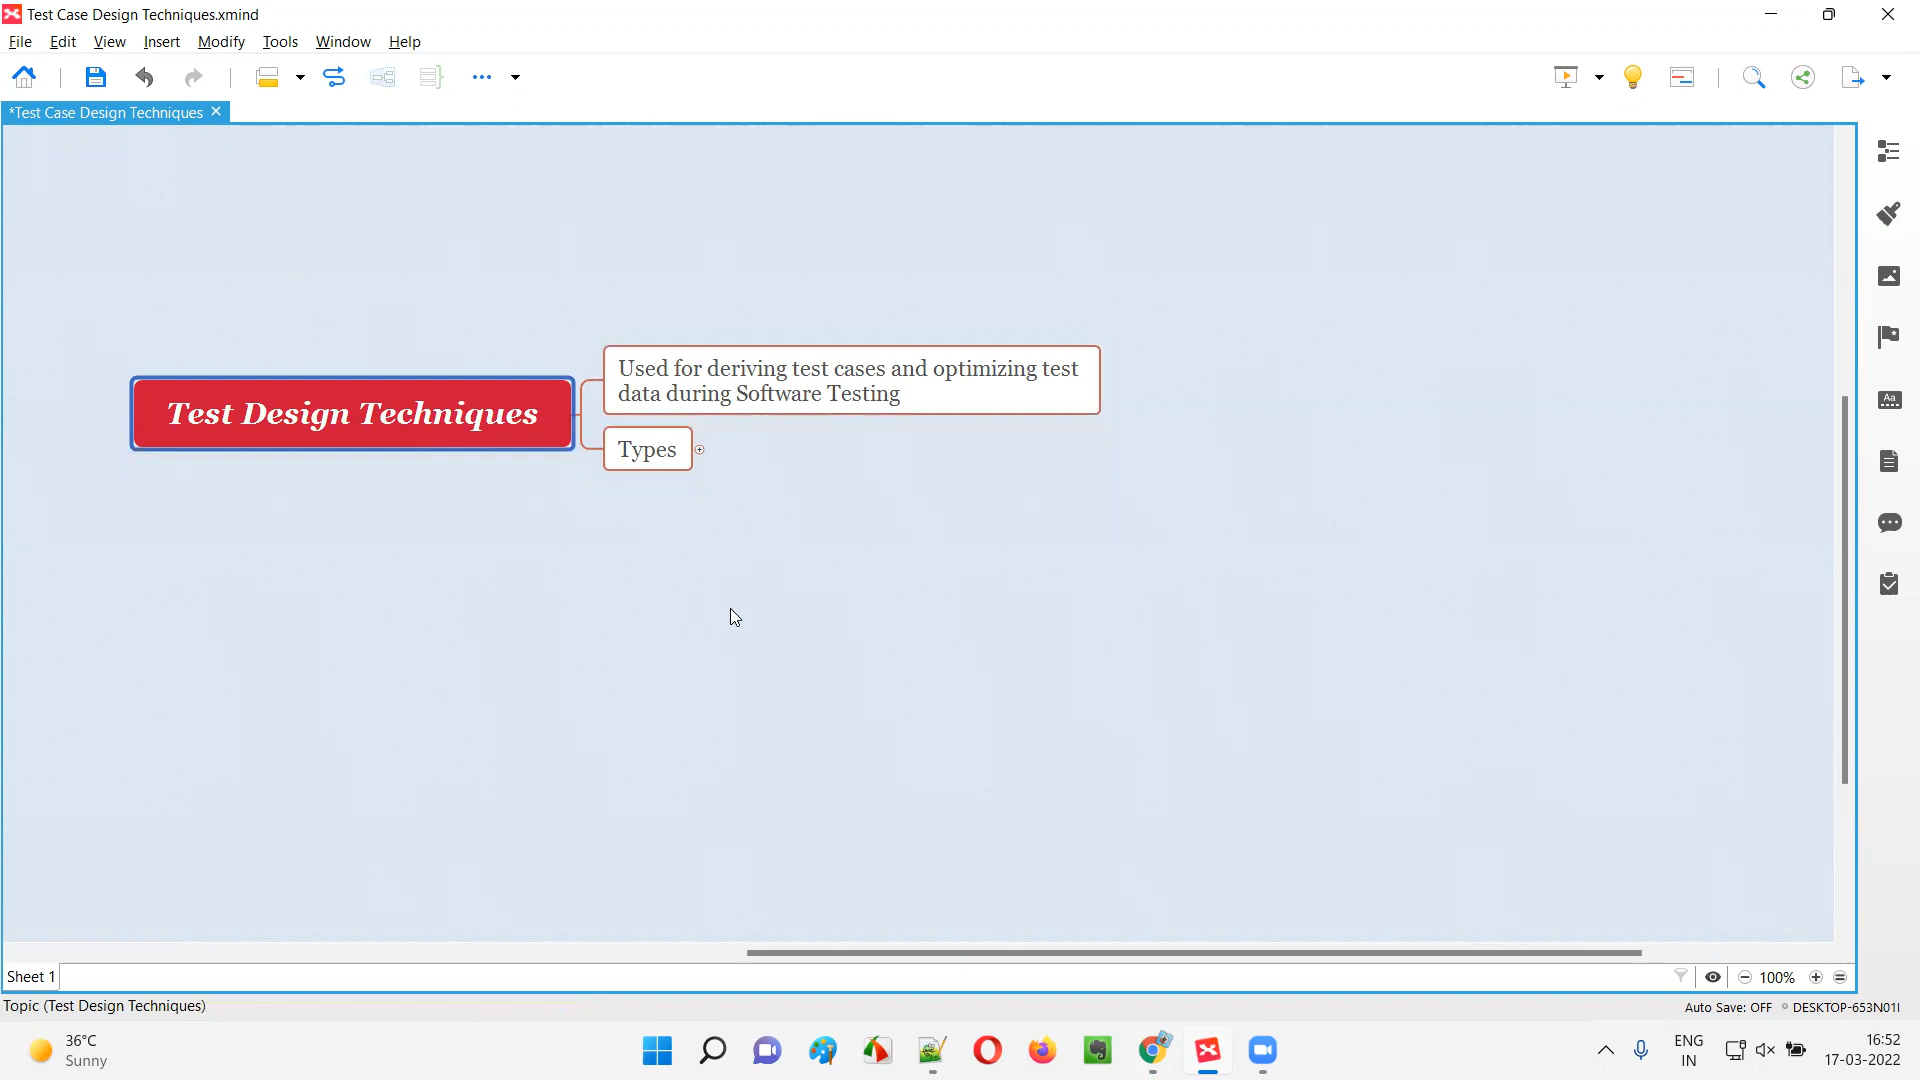 Test Case Design Techniques.xmind
File Edit View Insert Modify Tools Window Help
*Test Case Design Techniques
Used for deriving test cases and optimizing test
data during Software Testing
Test Design Techniques
Types
Aa
Sheet 1
100%
Topic (Test Design Techniques)
Auto Save: OFF
DESKTOP-653N01I
36°C
Sunny
ENG
IN
16:52
17-03-2022